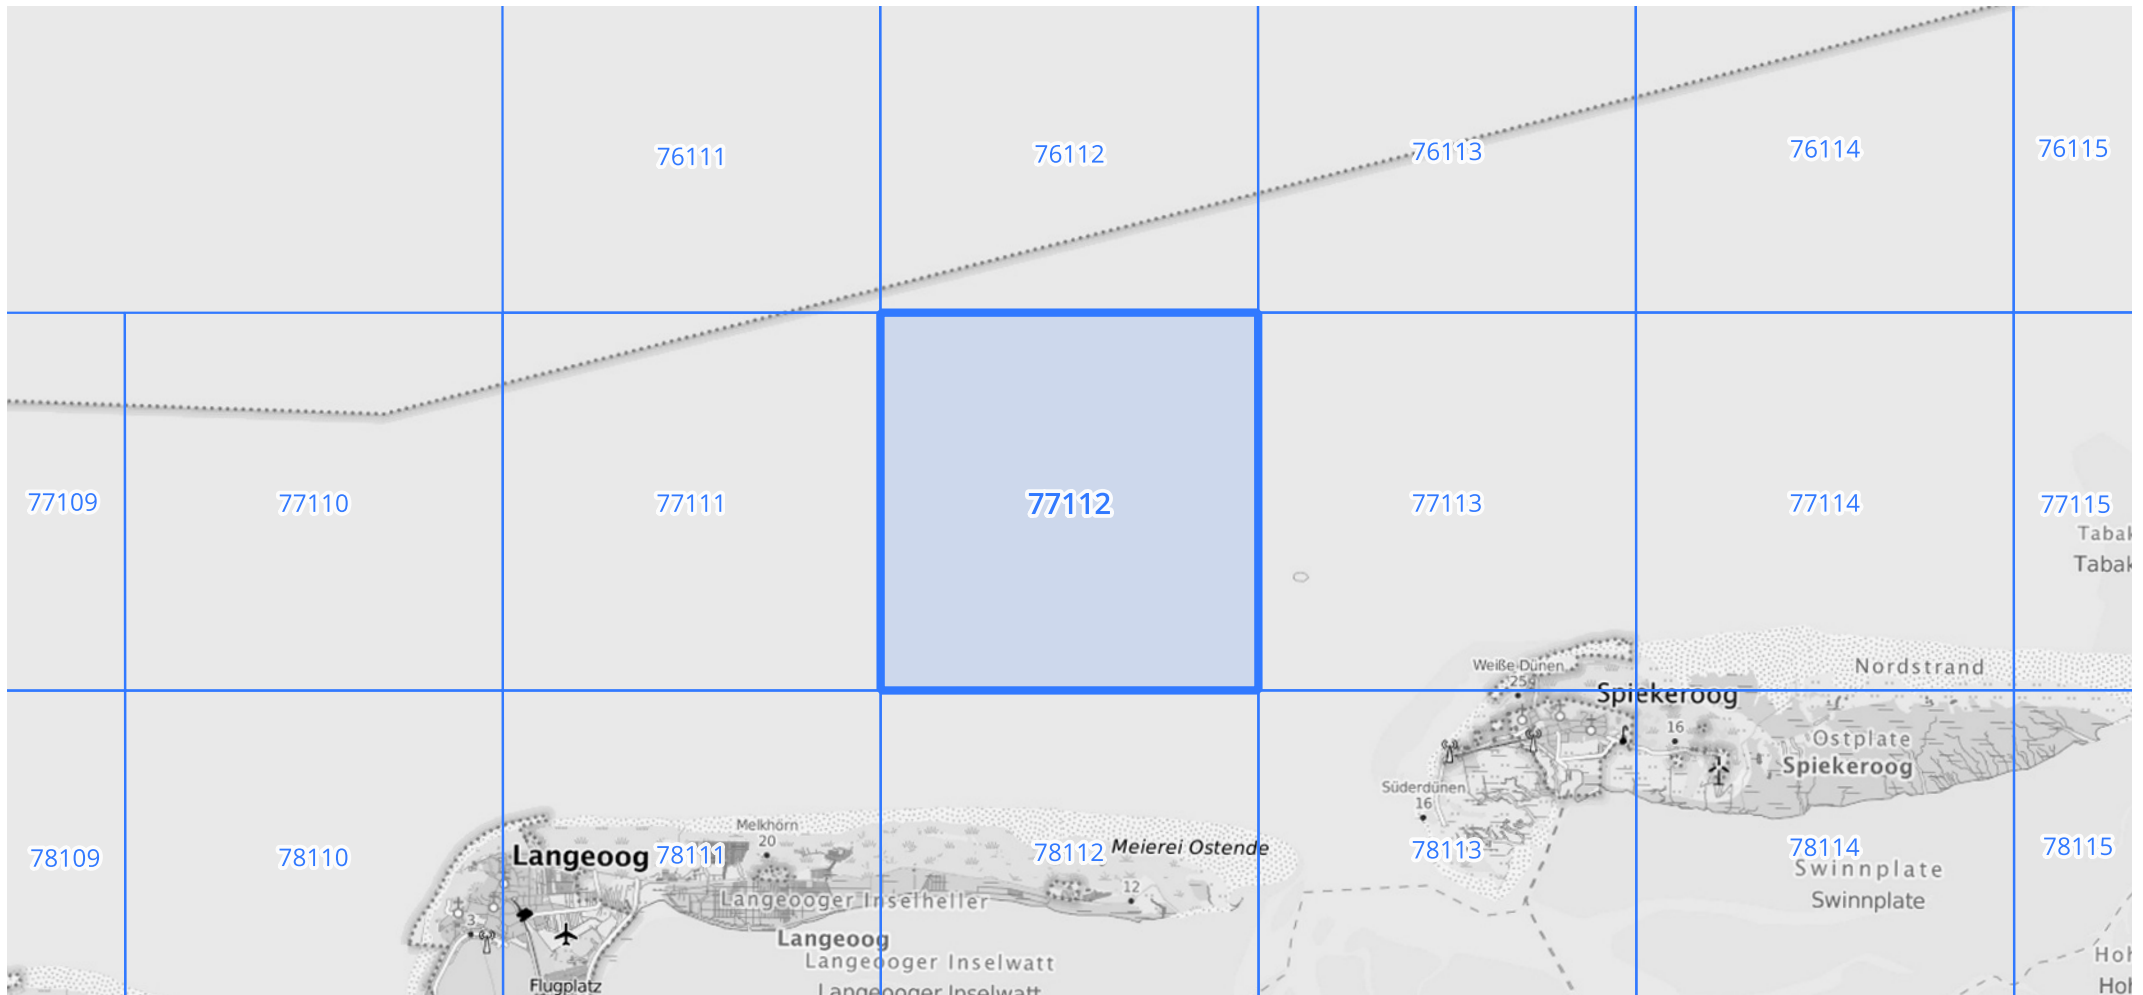 76111
76112
76113
76114
76115
77109
77110
77111
77112
77113
77114
77115
Tabak
Tabak
Weiße Dünen
25
Spiekeroog
Nordstrand
16
Ostplate
Spiekeroog
Süderdünen
16
78109
78110
Langeoog
78111
Melkhörn
20
78112
Meierei Ostende
78113
78114
78115
Swinnplate
Swinnplate
12
3
Langeooger Inselheller
Langeoog
Langeooger Inselwatt
Langeooger Inselwatt
Flugplatz
Hoh
Hoh